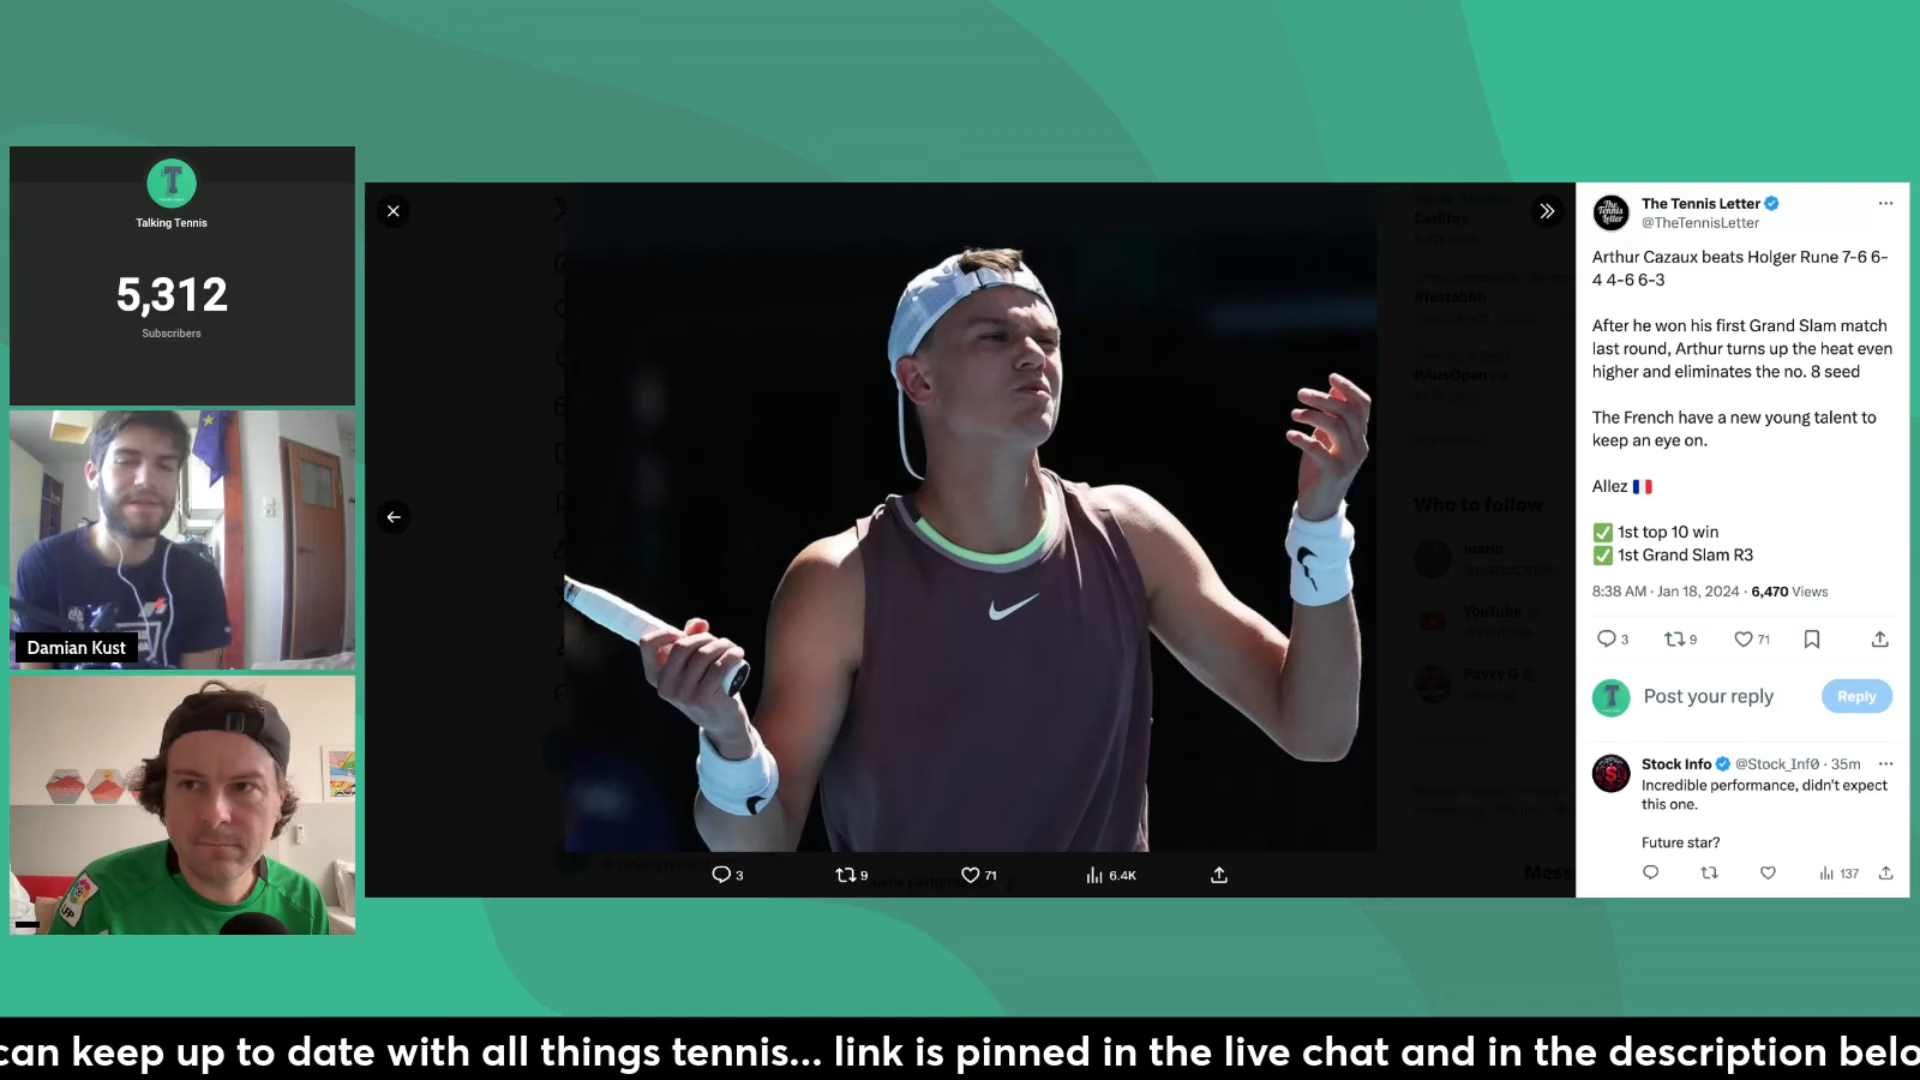 T
Talking Tennis
5,312
Subscribers
Damian Kust
LFP
Carlitos
#AusOpen
Who to follow
mario
YouTube
Pavvy G
3
9
71
6.4K
The Tennis Letter
@TheTennisLetter
Arthur Cazaux beats Holger Rune 7-6 6-
4 4-6 6-3
After he won his first Grand Slam match
last round, Arthur turns up the heat even
higher and eliminates the no. 8 seed
The French have a new young talent to
keep an eye on.
Allez 🇫🇷
✅ 1st top 10 win
✅ 1st Grand Slam R3
8:38 AM · Jan 18, 2024 · 6,470 Views
3 9 71
Post your reply
Reply
Stock Info @Stock_Inf0 · 35m
Incredible performance, didn't expect
this one.
Future star?
137
can keep up to date with all things tennis... link is pinned in the live chat and in the description belo